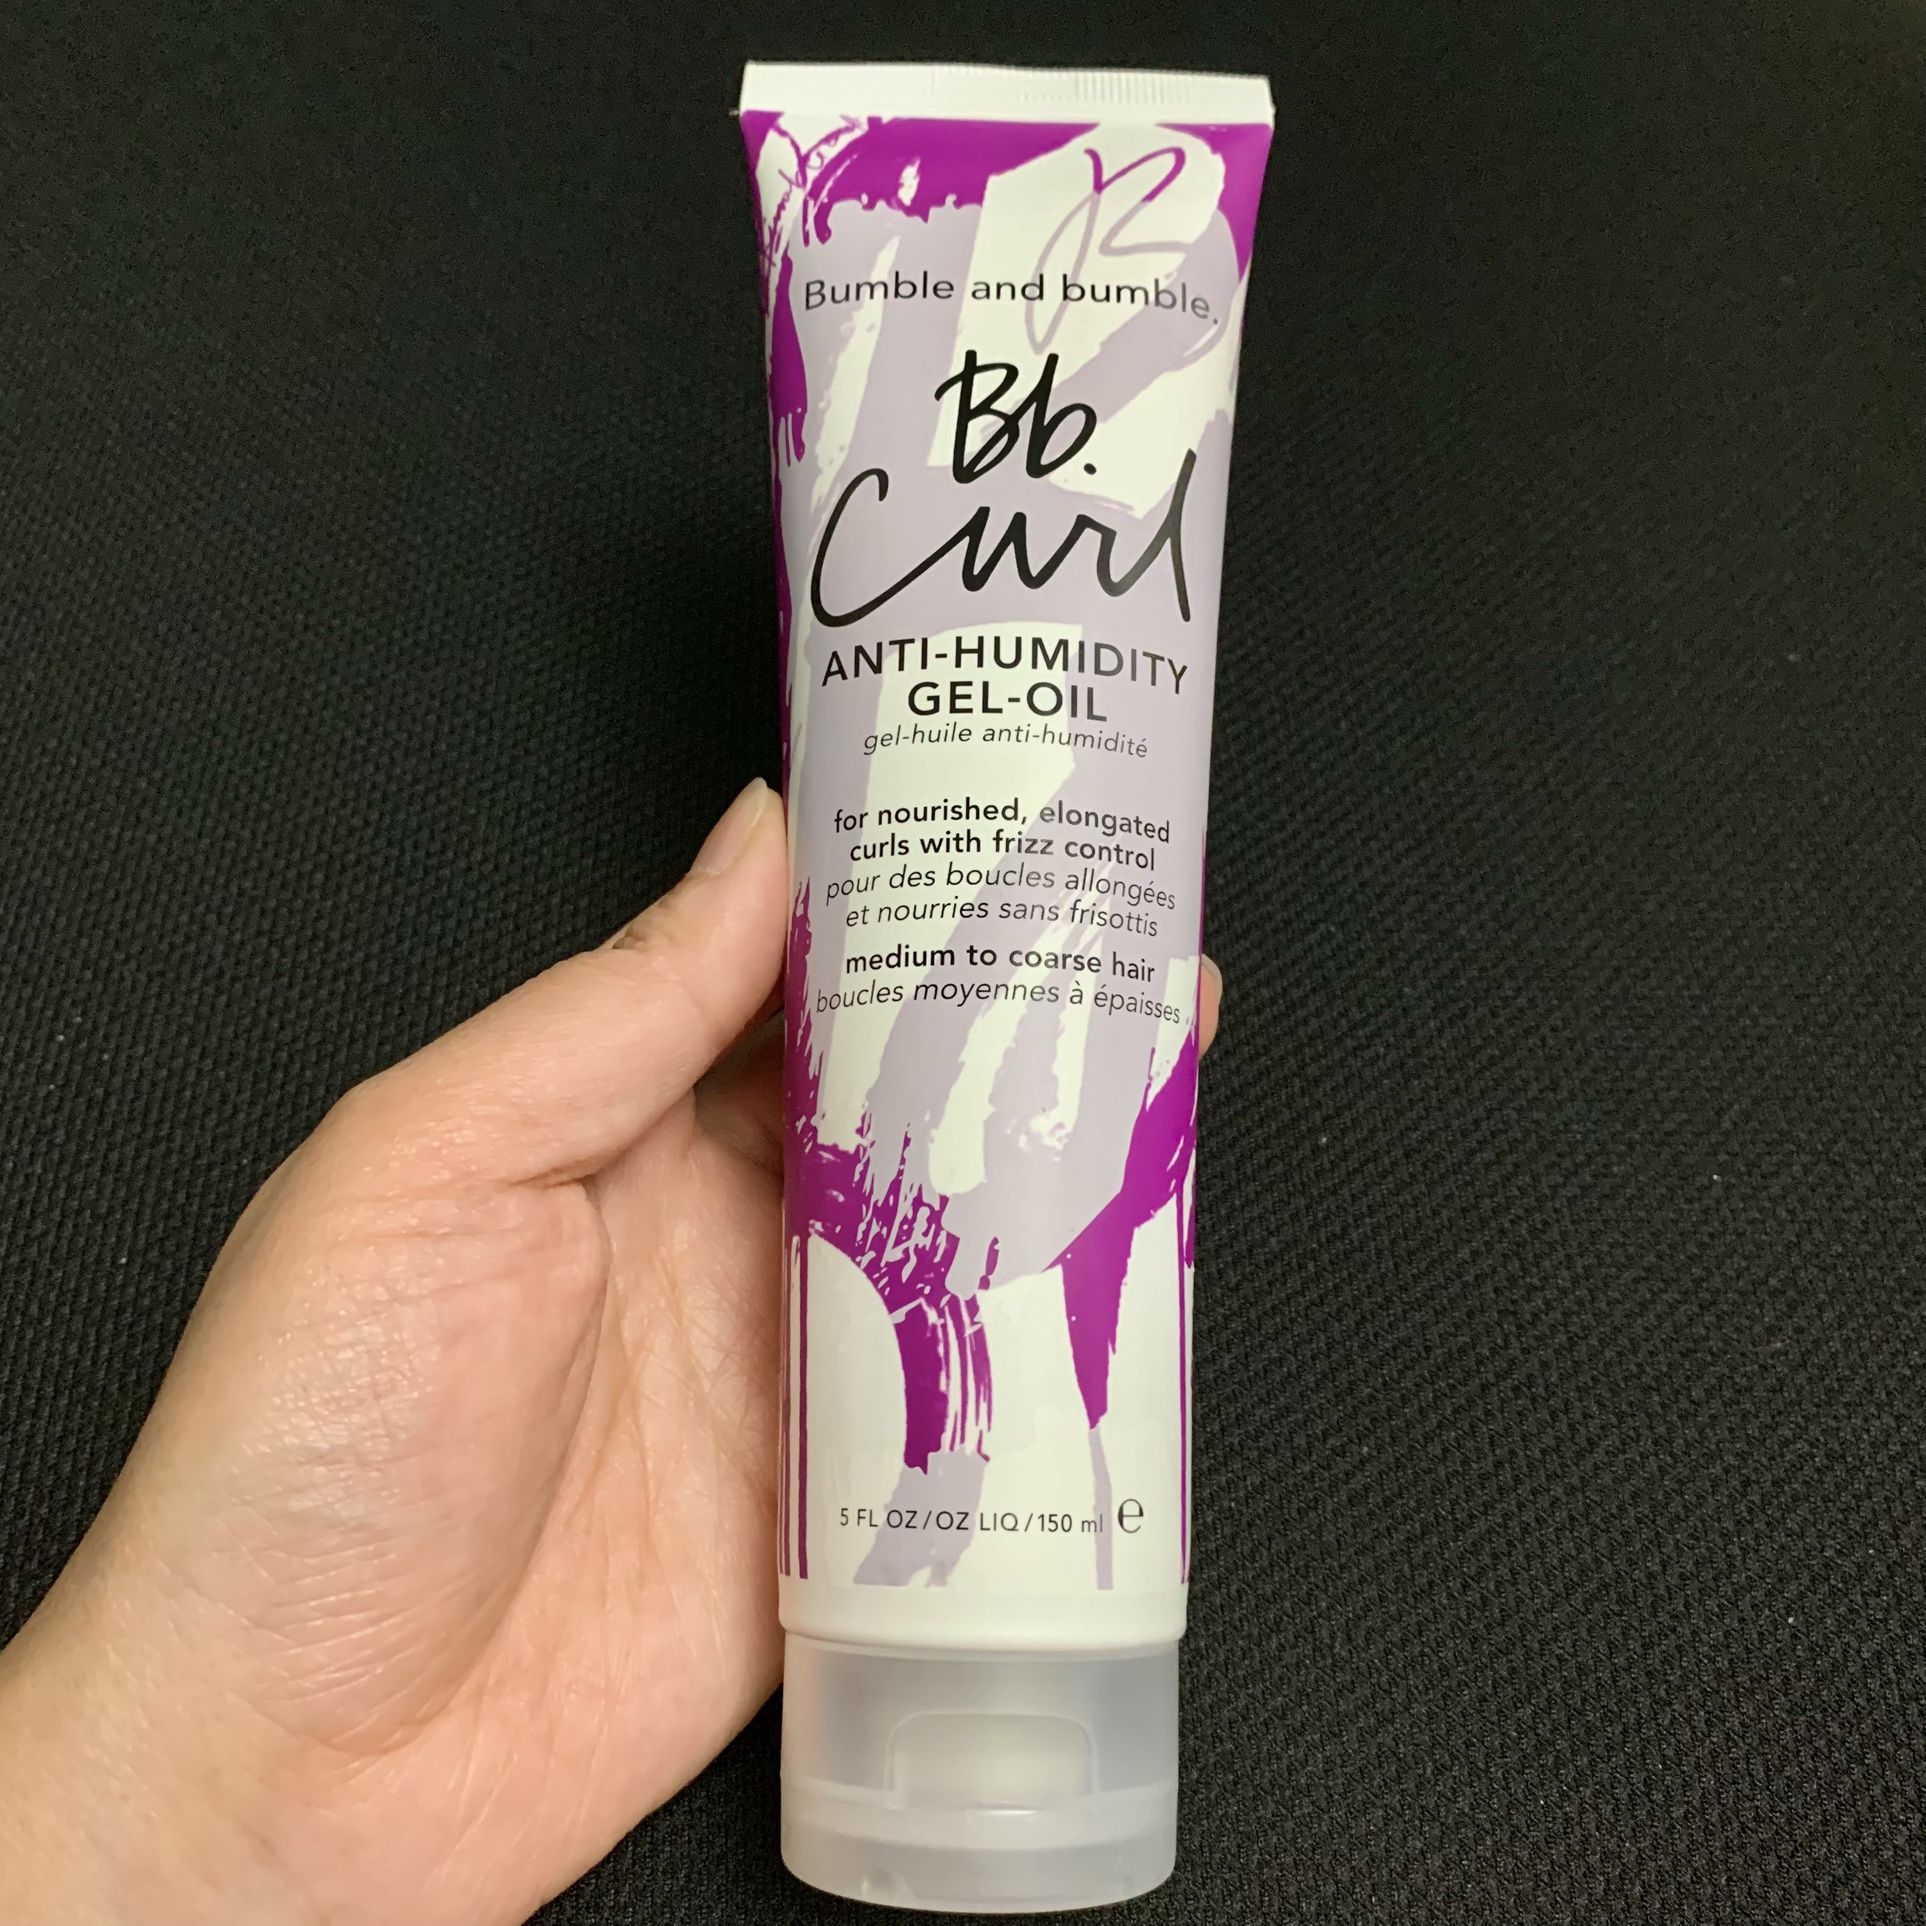 Bumble and bumble.
Bb.
Curl
ANTI-HUMIDITY
GEL-OIL
gel-huile anti-humidité
for nourished, elongated
curls with frizz control
pour des boucles allongées
et nourries sans frisottis
medium to coarse hair
boucles moyennes à épaisses
5 FL OZ/OZ LIQ/150 ml ℮